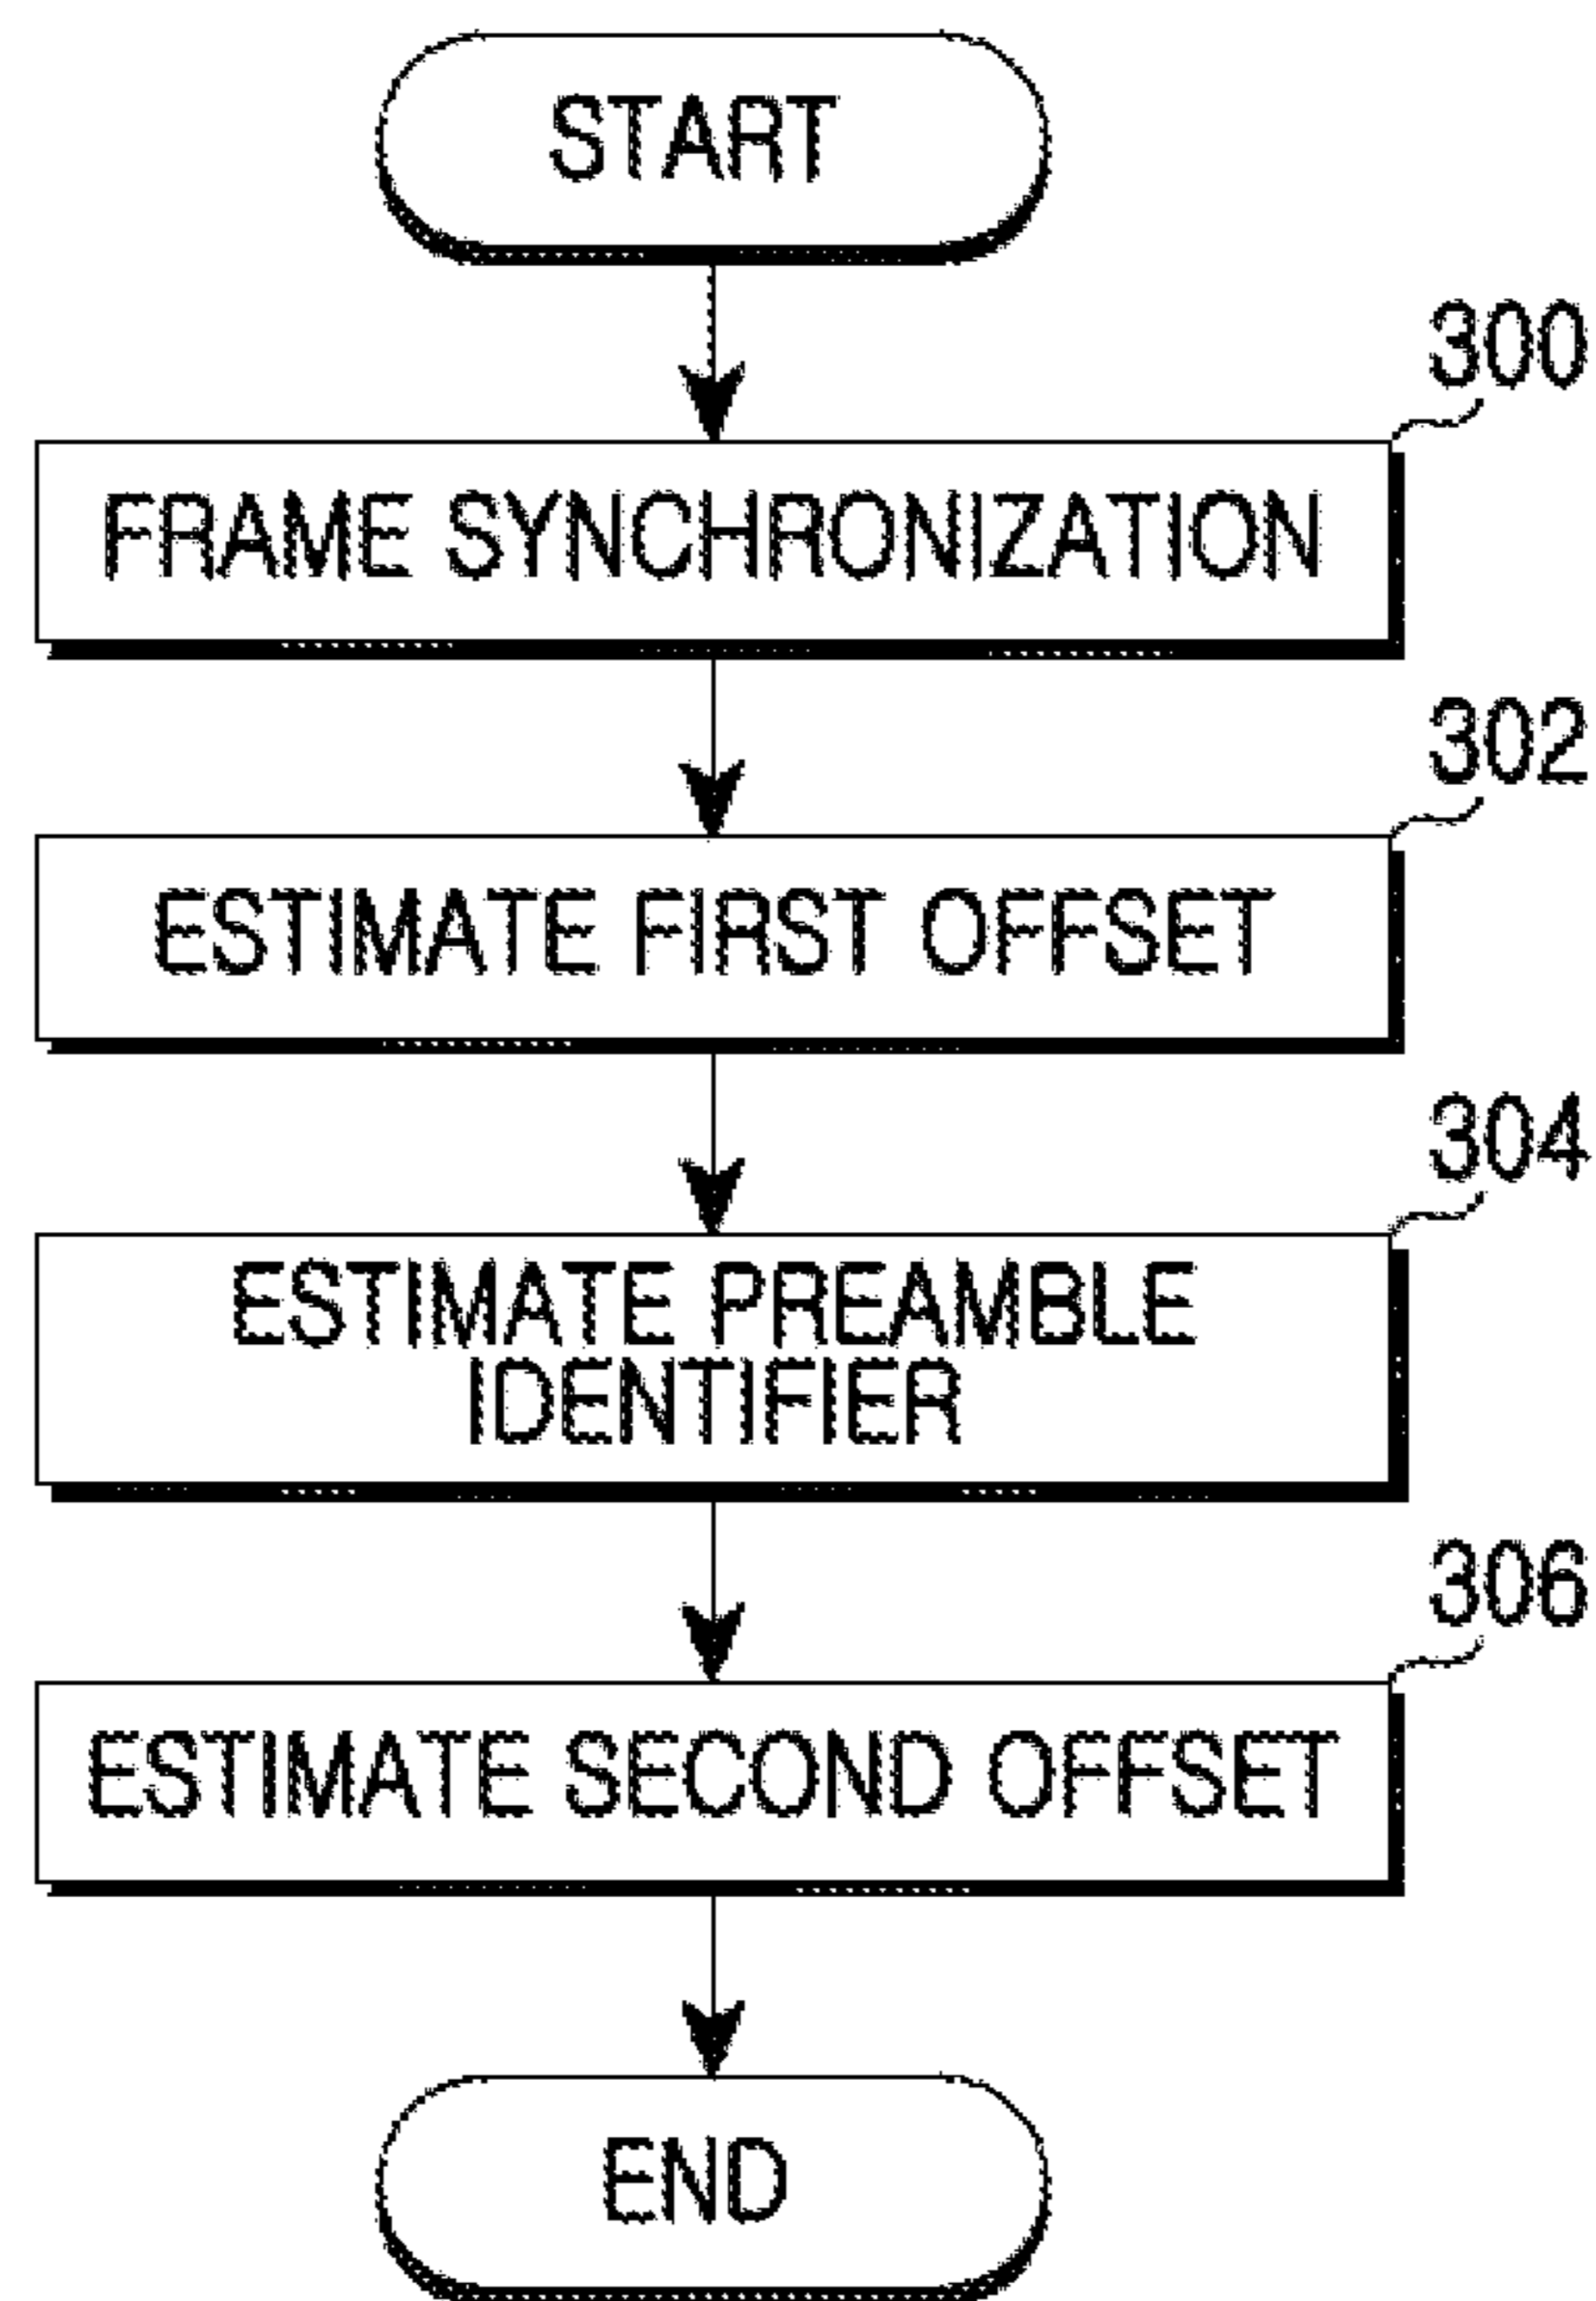 START
300
FRAME SYNCHRONIZATION
302
ESTIMATE FIRST OFFSET
304
ESTIMATE PREAMBLE
IDENTIFIER
306
ESTIMATE SECOND OFFSET
END